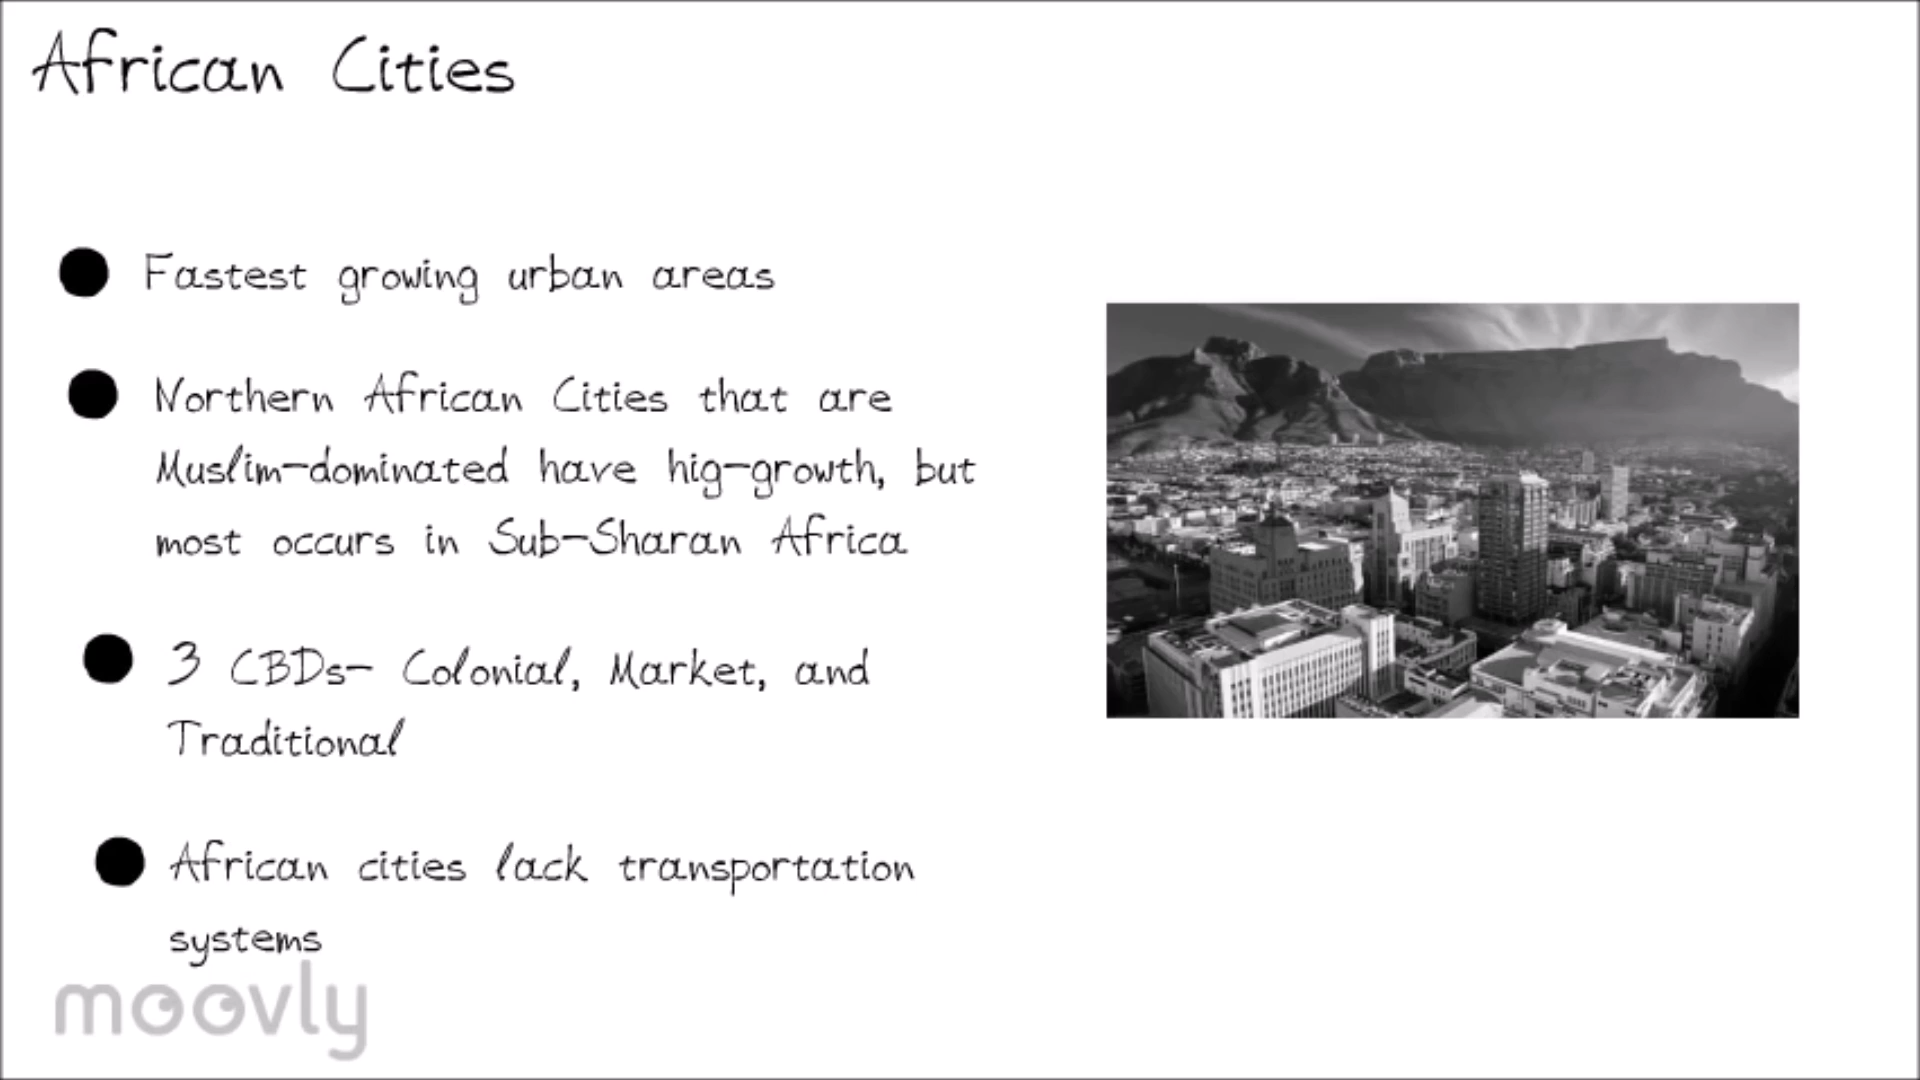 African Cities
Fastest growing urban areas
Northern African Cities that are
Muslim-dominated have hig-growth, but
most occurs in Sub-Sharan Africa
3 CBDs- Colonial, Market, and
Traditional
African cities lack transportation
systems
moovly